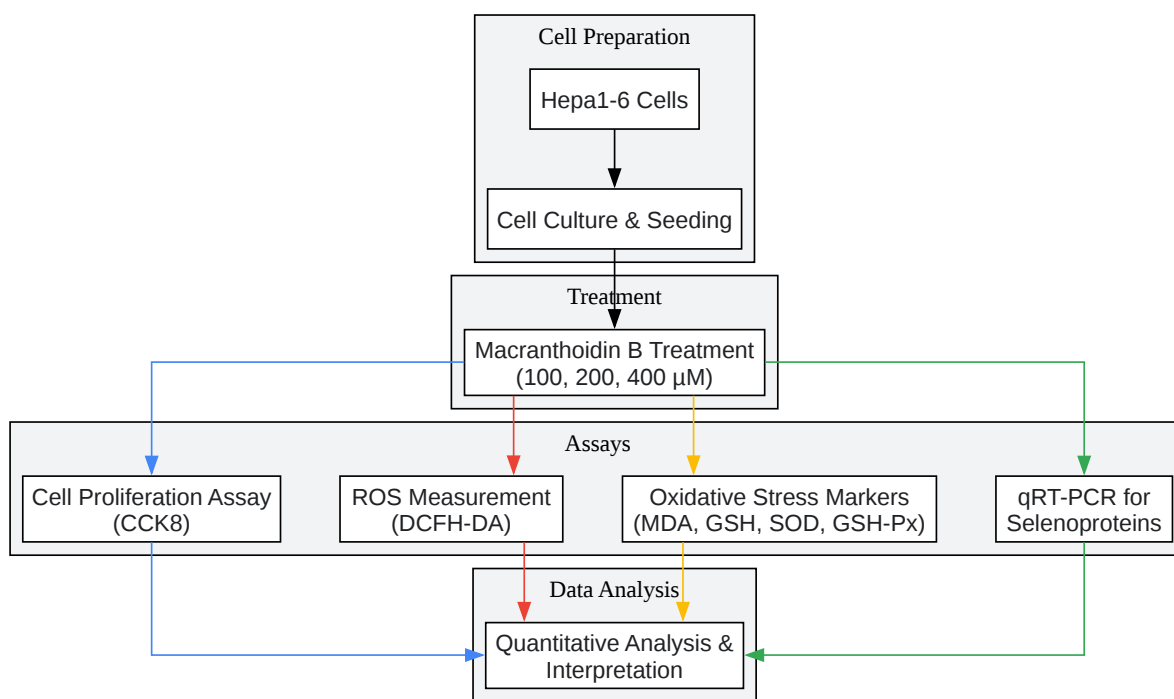 Cell Preparation
Hepa1-6 Cells
Cell Culture & Seeding
Treatment
Macranthoidin B Treatment
(100, 200, 400 µM)
Assays
Cell Proliferation Assay
(CCK8)
ROS Measurement
(DCFH-DA)
Oxidative Stress Markers
(MDA, GSH, SOD, GSH-Px)
qRT-PCR for
Selenoproteins
Data Analysis
Quantitative Analysis &
Interpretation